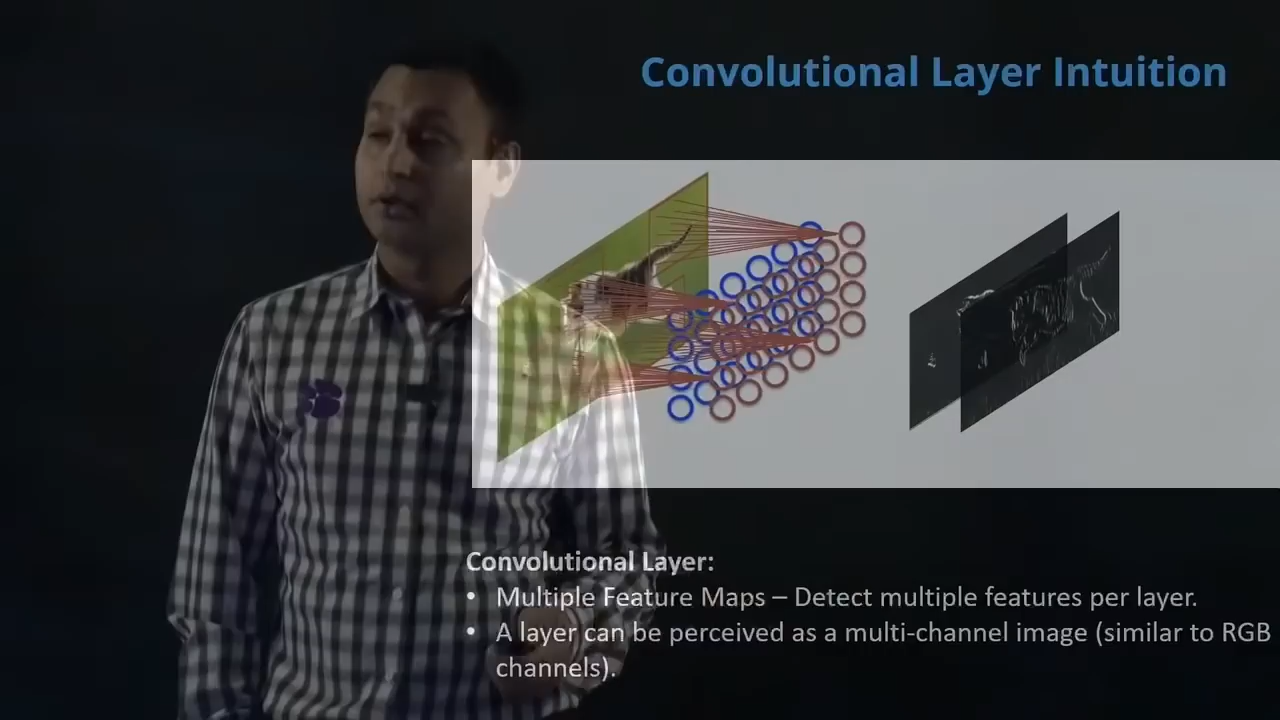 Convolutional Layer Intuition
Convolutional Layer:
• Multiple Feature Maps – Detect multiple features per layer.
• A layer can be perceived as a multi-channel image (similar to RGB
channels).